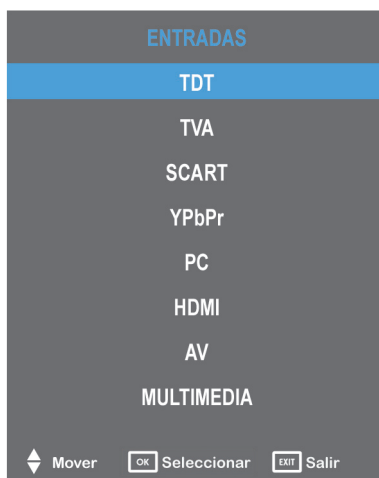 ENTRADAS
TDT
TVA
SCART
YPbPr
PC
HDMI
AV
MULTIMEDIA
Mover OK Seleccionar EXIT Salir